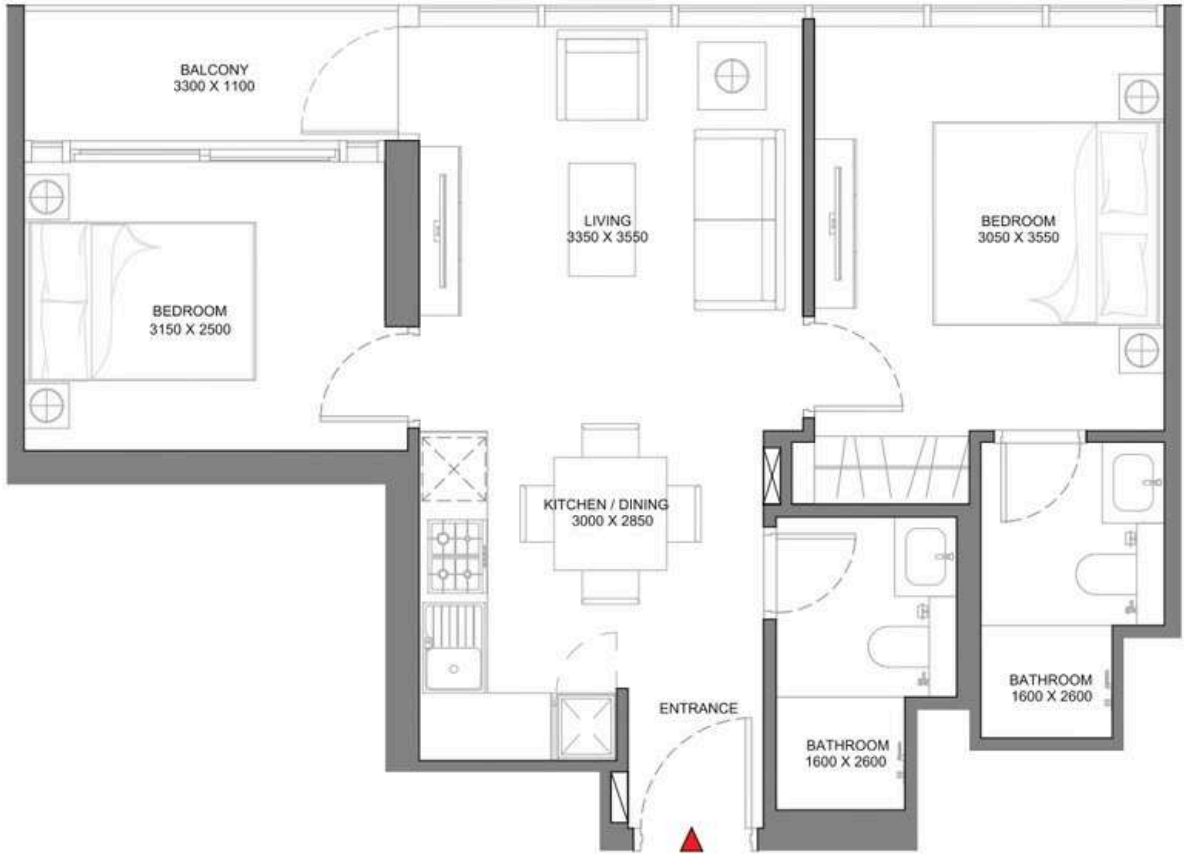 BALCONY
3300 X 1100
LIVING
3350 X 3550
BEDROOM
3050 X 3550
BEDROOM
3150 X 2500
KITCHEN / DINING
3000 X 2850
ENTRANCE
BATHROOM
1600 X 2600
BATHROOM
1600 X 2600